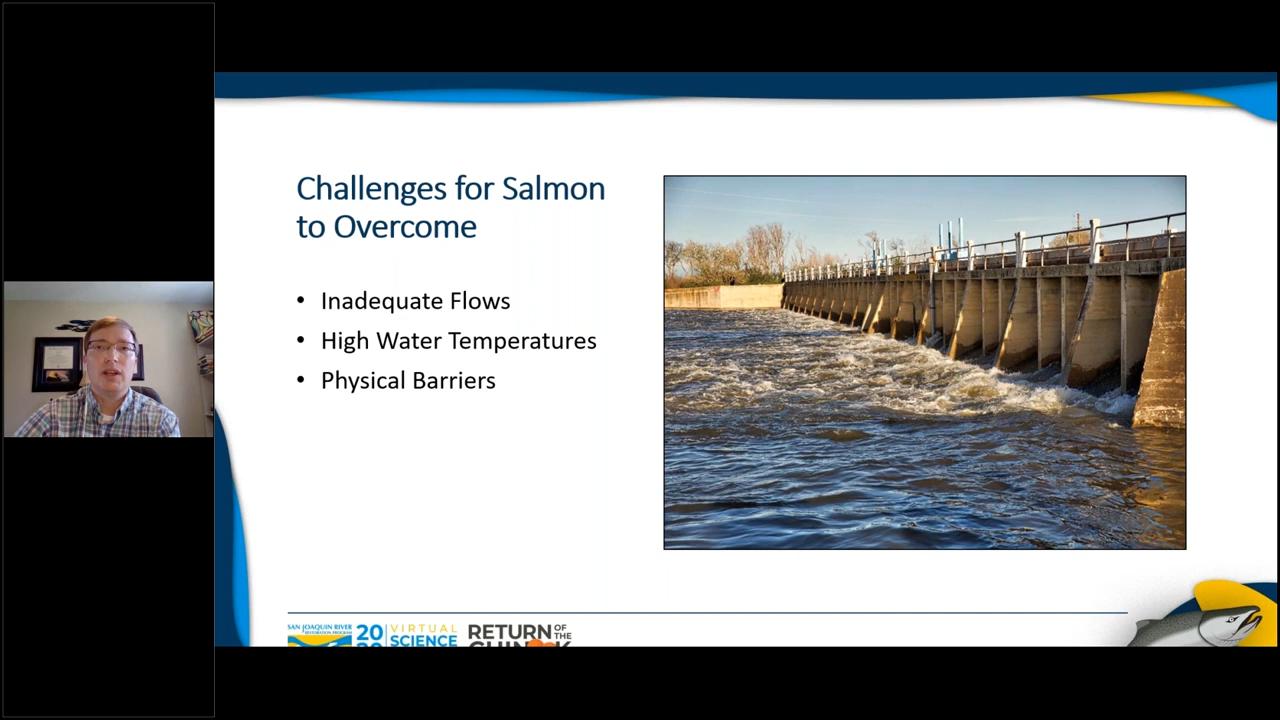 Challenges for Salmon
to Overcome
• Inadequate Flows
• High Water Temperatures
• Physical Barriers
SAN JOAQUIN RIVER
RESTORATION PROGRAM
20
VIRTUAL
SCIENCE
RETURN OF THE